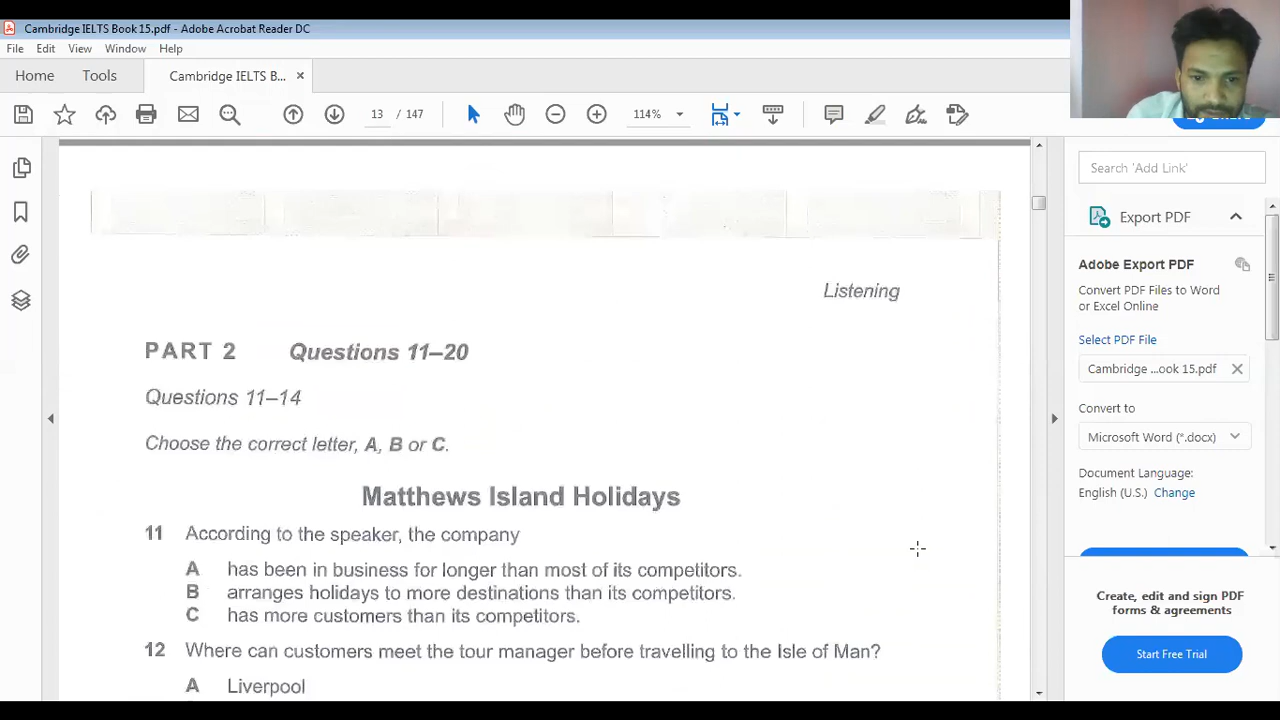 Cambridge IELTS Book 15.pdf - Adobe Acrobat Reader DC
File Edit View Window Help
Home Tools Cambridge IELTS B... ×
13 / 147 114%
Search 'Add Link'
Export PDF
Adobe Export PDF
Convert PDF Files to Word
or Excel Online
Select PDF File
Cambridge ...ook 15.pdf
Convert to
Microsoft Word (*.docx)
Document Language:
English (U.S.) Change
Create, edit and sign PDF
forms & agreements
Start Free Trial
Listening
PART 2 Questions 11–20
Questions 11–14
Choose the correct letter, A, B or C.
Matthews Island Holidays
11 According to the speaker, the company
A has been in business for longer than most of its competitors.
B arranges holidays to more destinations than its competitors.
C has more customers than its competitors.
12 Where can customers meet the tour manager before travelling to the Isle of Man?
A Liverpool